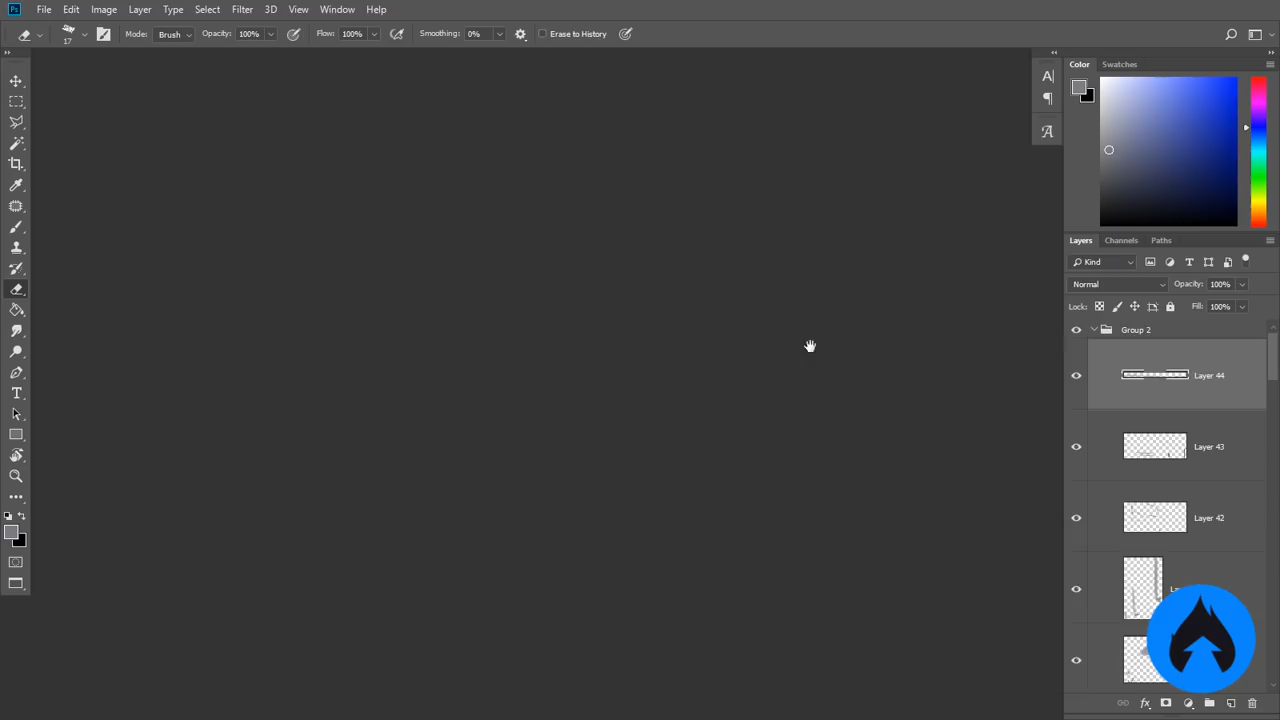 Ps File Edit Image Layer Type Select Filter 3D View Window Help
17 Mode: Brush Opacity: 100% Flow: 100% Smoothing: 0% Erase to History
Color Swatches
Layers Channels Paths
Kind
Normal Opacity: 100%
Lock: Fill: 100%
Group 2
Layer 44
Layer 43
Layer 42